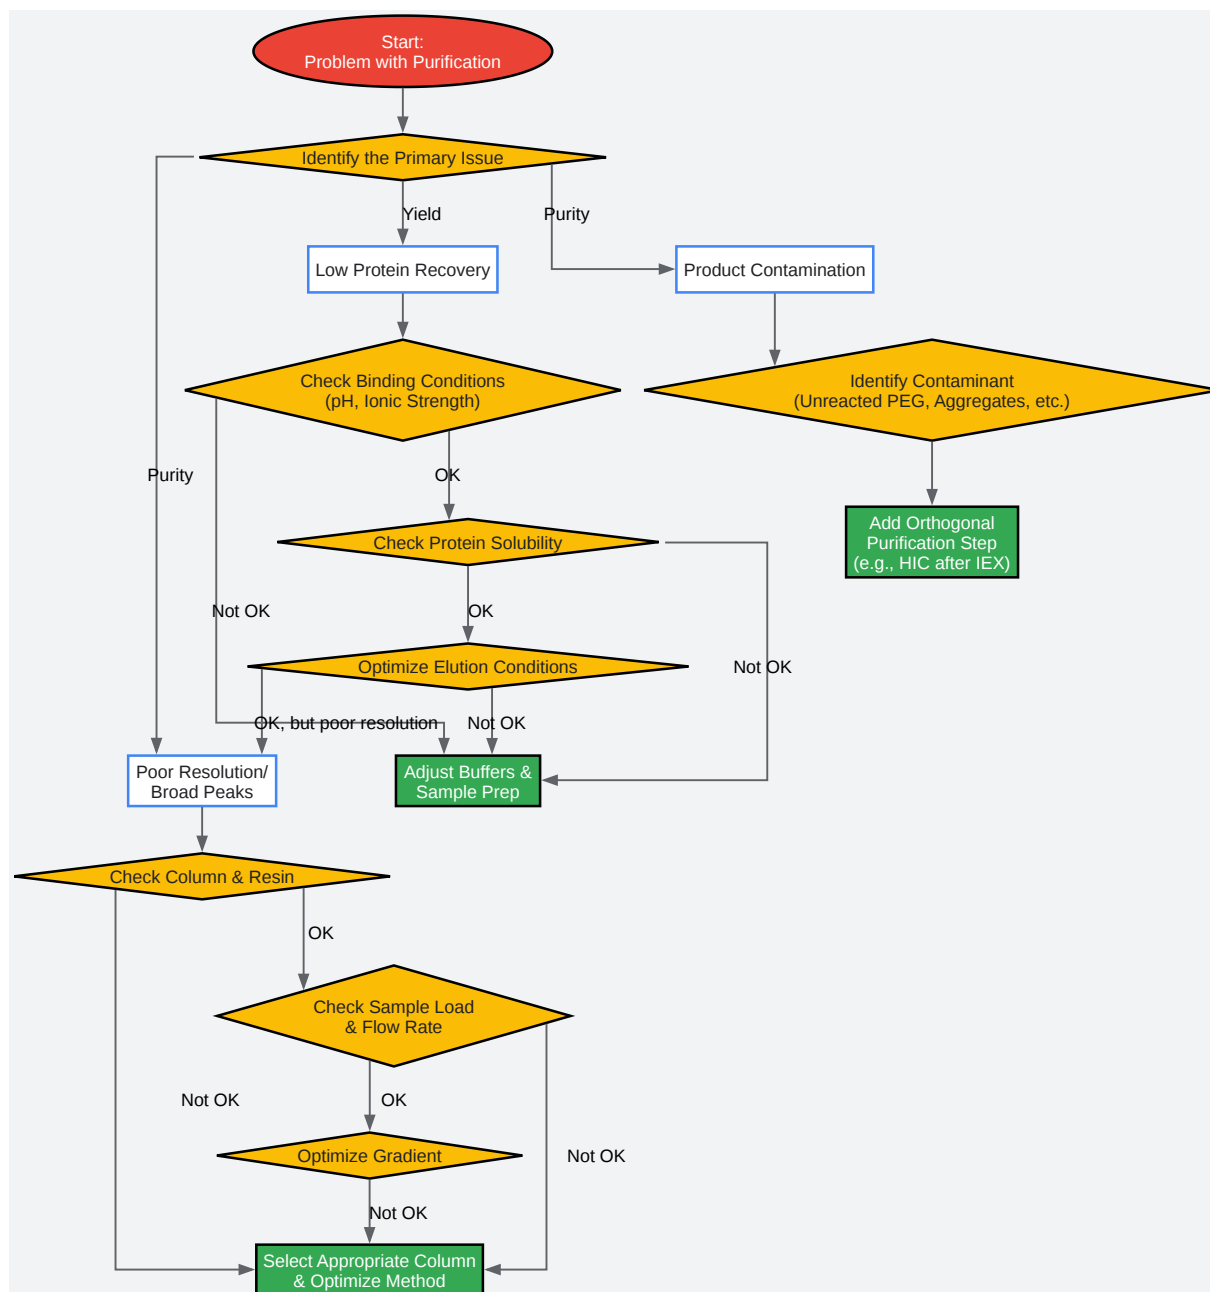 Start:
Problem with Purification
Identify the Primary Issue
Yield
Purity
Low Protein Recovery
Product Contamination
Check Binding Conditions
(pH, Ionic Strength)
Identify Contaminant
(Unreacted PEG, Aggregates, etc.)
Purity
OK
Add Orthogonal
Purification Step
(e.g., HIC after IEX)
Check Protein Solubility
Not OK
OK
Optimize Elution Conditions
Not OK
OK, but poor resolution
Not OK
Poor Resolution/
Broad Peaks
Adjust Buffers &
Sample Prep
Check Column & Resin
OK
Check Sample Load
& Flow Rate
Not OK
OK
Optimize Gradient
Not OK
Not OK
Select Appropriate Column
& Optimize Method